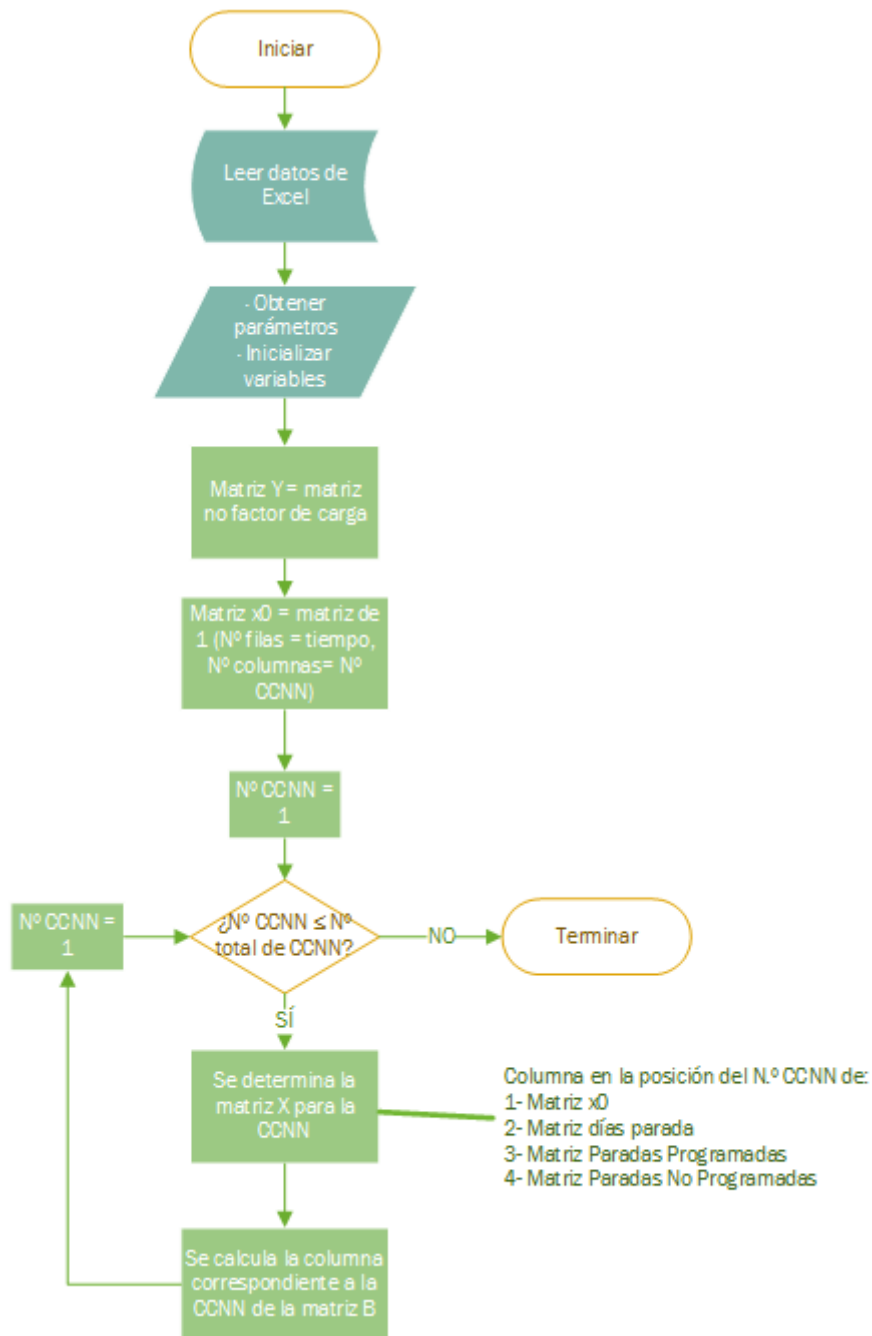 Iniciar
Leer datos de
Excel
- Obtener
parámetros
- Inicializar
variables
Matriz Y = matriz
no factor de carga
Matriz x0 = matriz de
1 (Nº filas = tiempo,
Nº columnas= Nº
CCNN)
Nº CCNN =
1
Nº CCNN =
1
¿Nº CCNN ≤ Nº
total de CCNN?
NO
Terminar
SÍ
Se determina la
matriz X para la
CCNN
Columna en la posición del N.º CCNN de:
1- Matriz x0
2- Matriz días parada
3- Matriz Paradas Programadas
4- Matriz Paradas No Programadas
Se calcula la columna
correspondiente a la
CCNN de la matriz B